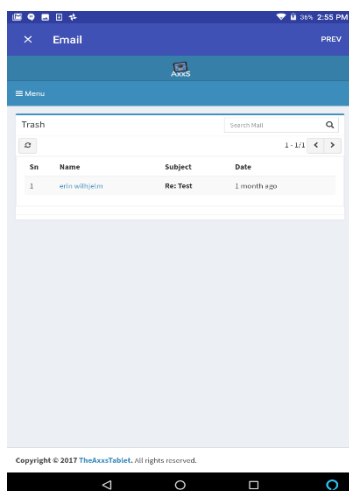 36% 2:55 PM
× Email PREV
AxxS
Menu
Trash Search Mail
1 - 1/1
Sn Name Subject Date
1 erin wilhjelm Re: Test 1 month ago
Copyright © 2017 TheAxxsTablet. All rights reserved.